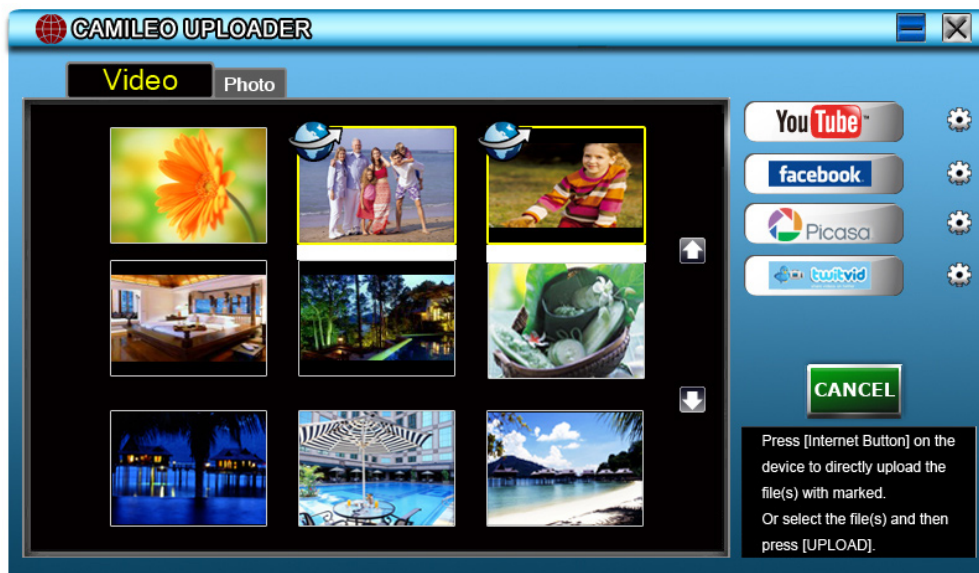 CAMILEO UPLOADER
Video
Photo
YouTube™
facebook
Picasa
twitvid
CANCEL
Press [Internet Button] on the
device to directly upload the
file(s) with marked.
Or select the file(s) and then
press [UPLOAD].